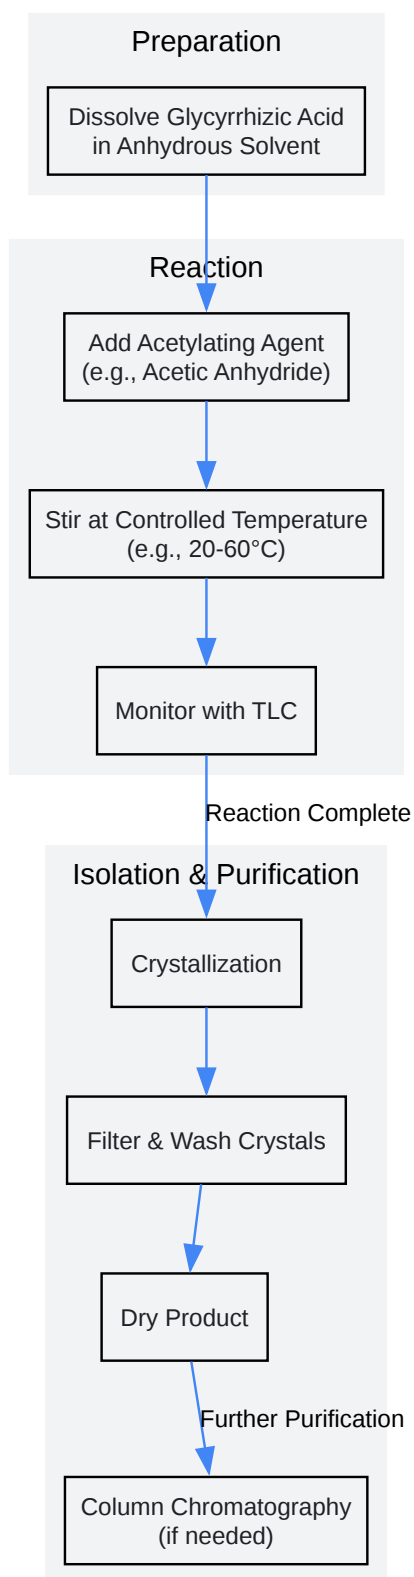 Preparation
Dissolve Glycyrrhizic Acid
in Anhydrous Solvent
Reaction
Add Acetylating Agent
(e.g., Acetic Anhydride)
Stir at Controlled Temperature
(e.g., 20-60°C)
Monitor with TLC
Reaction Complete
Isolation & Purification
Crystallization
Filter & Wash Crystals
Dry Product
Further Purification
Column Chromatography
(if needed)